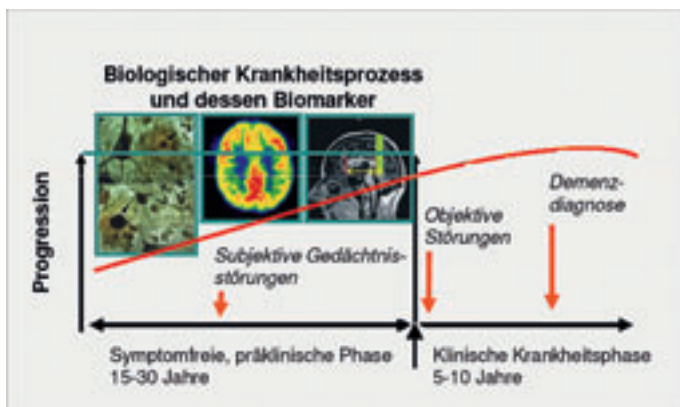 Biologischer Krankheitsprozess
und dessen Biomarker
Progression
Subjektive Gedächtnis-
störungen
Objektive
Störungen
Demenz-
diagnose
Symptomfreie, präklinische Phase
15-30 Jahre
Klinische Krankheitsphase
5-10 Jahre